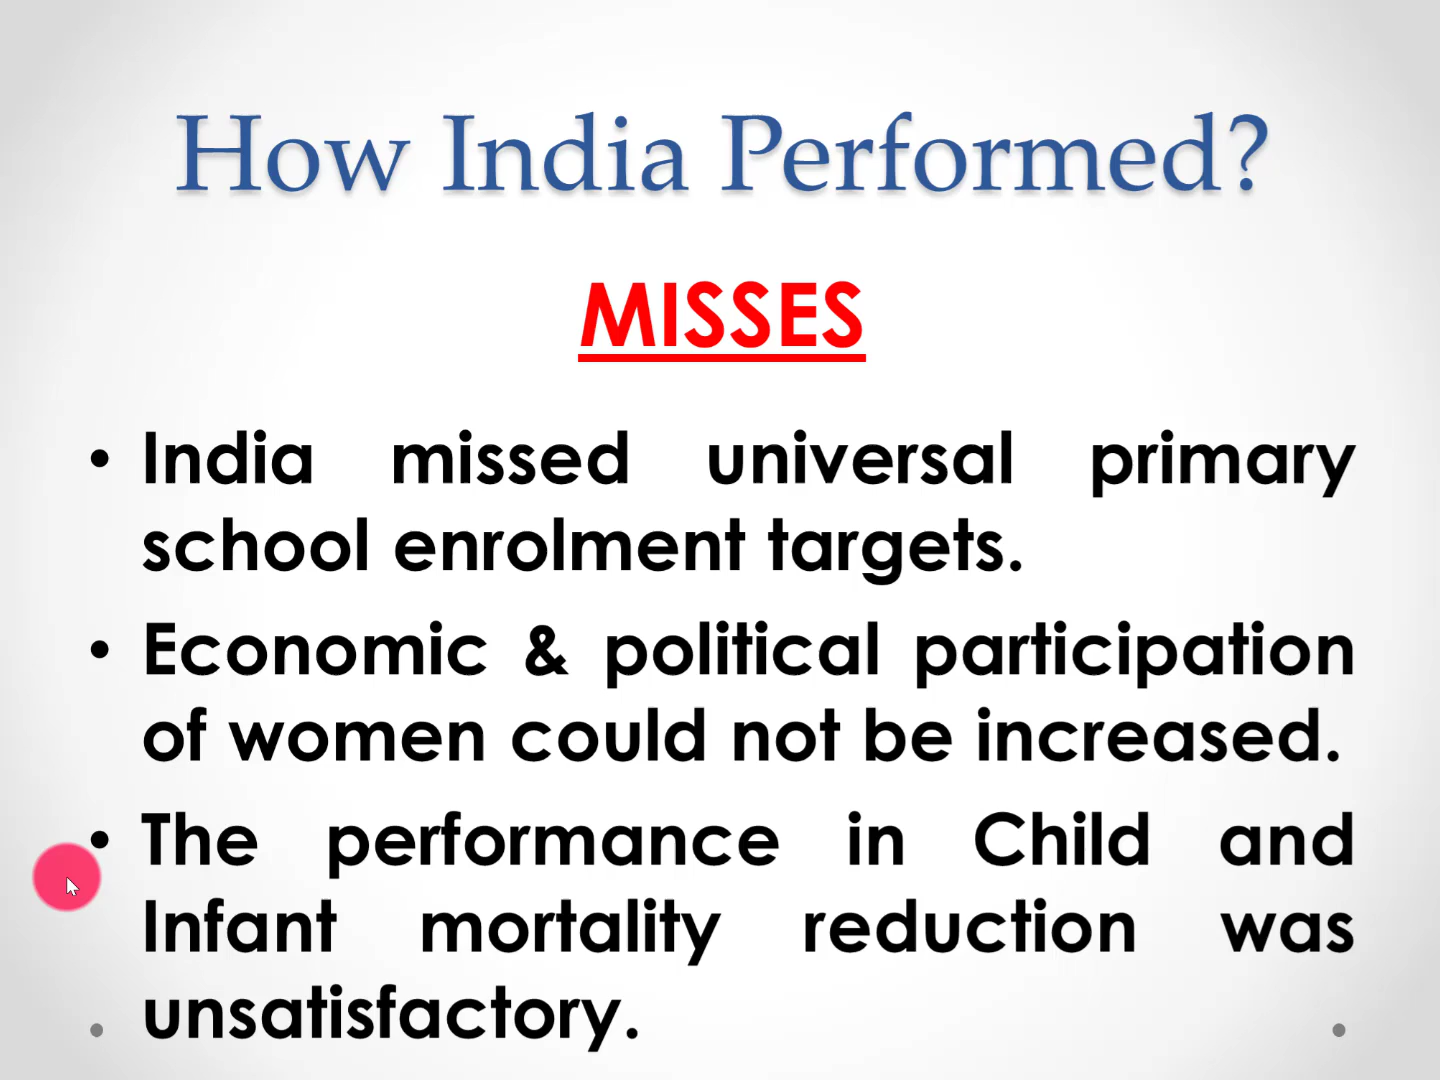 How India Performed?
MISSES
• India missed universal primary
school enrolment targets.
• Economic & political participation
of women could not be increased.
• The performance in Child and
Infant mortality reduction was
unsatisfactory.